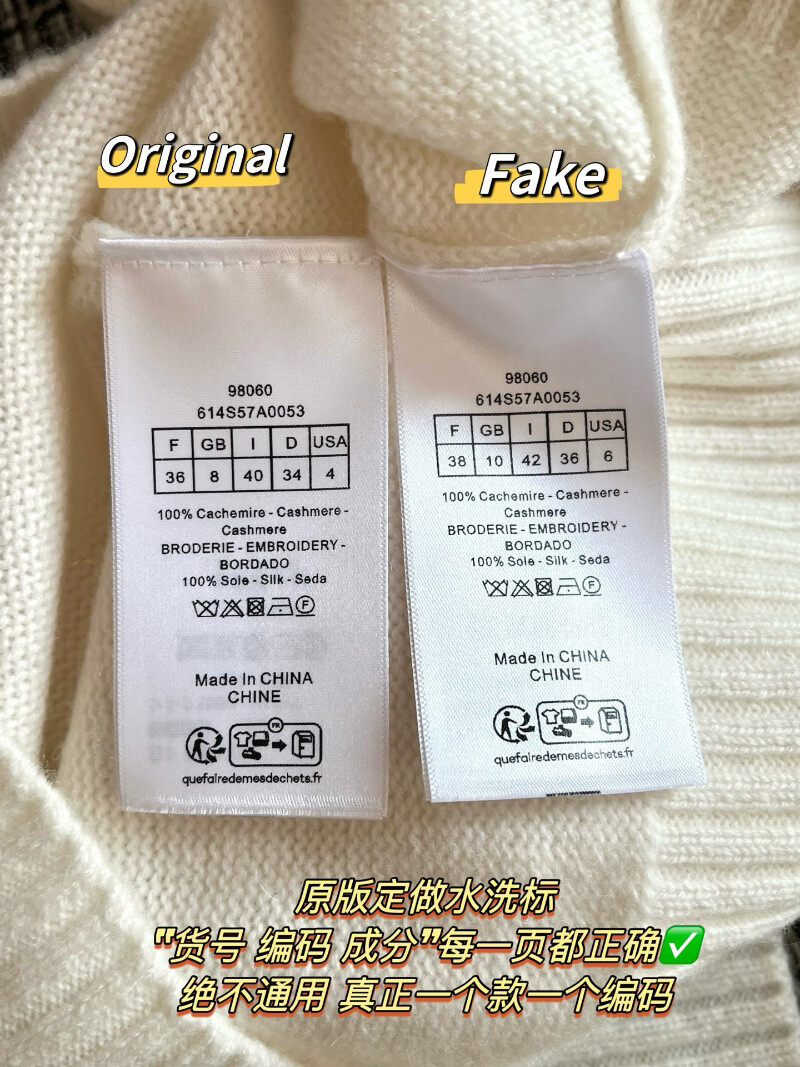 Original
Fake
98060
614S57A0053
F GB I D USA
36 8 40 34 4
100% Cachemire - Cashmere -
Cashmere
BRODERIE - EMBROIDERY -
BORDADO
100% Soie - Silk - Seda
F
Made In CHINA
CHINE
FR
quefairedemesdechets.fr
98060
614S57A0053
F GB I D USA
38 10 42 36 6
100% Cachemire - Cashmere -
Cashmere
BRODERIE - EMBROIDERY -
BORDADO
100% Soie - Silk - Seda
F
Made In CHINA
CHINE
FR
quefairedemesdechets.fr
原版定做水洗标
"货号 编码 成分"每一页都正确✅
绝不通用 真正一个款一个编码